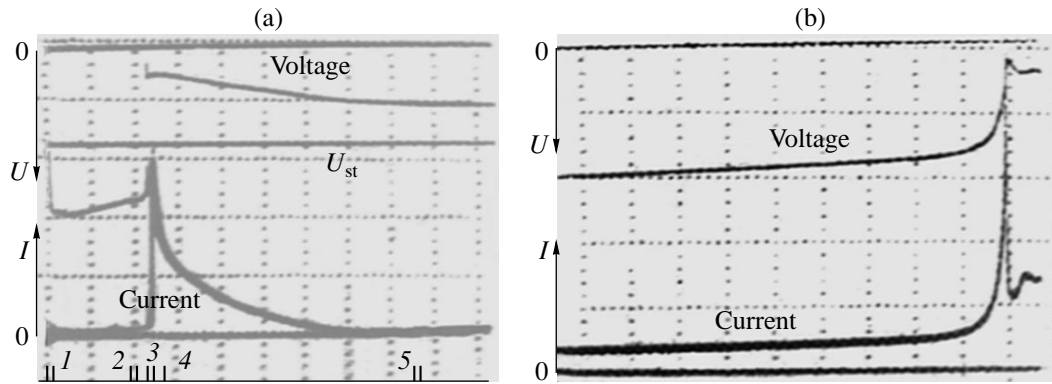 (a)
0
Voltage
U
U_st
I
Current
0
1 2 3 4 5
(b)
0
Voltage
U
I
Current
0